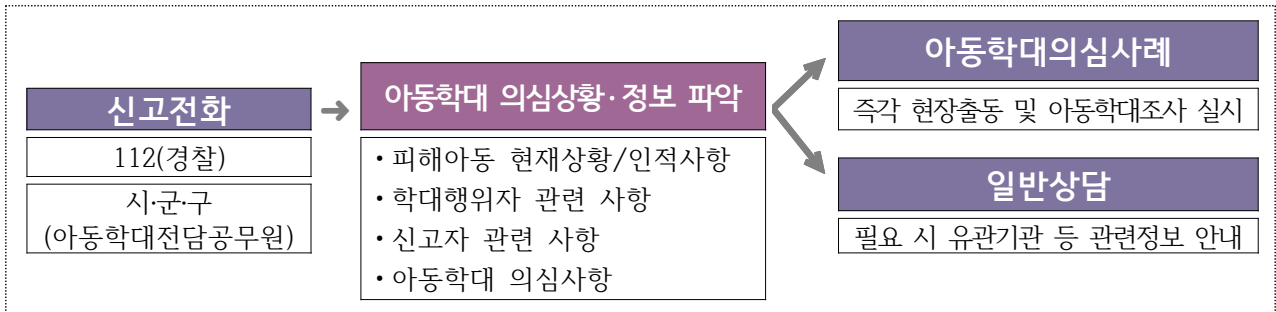 신고전화
112(경찰)
시·군·구
(아동학대전담공무원)
아동학대 의심상황·정보 파악
• 피해아동 현재상황/인적사항
• 학대행위자 관련 사항
• 신고자 관련 사항
• 아동학대 의심사항
아동학대의심사례
즉각 현장출동 및 아동학대조사 실시
일반상담
필요 시 유관기관 등 관련정보 안내